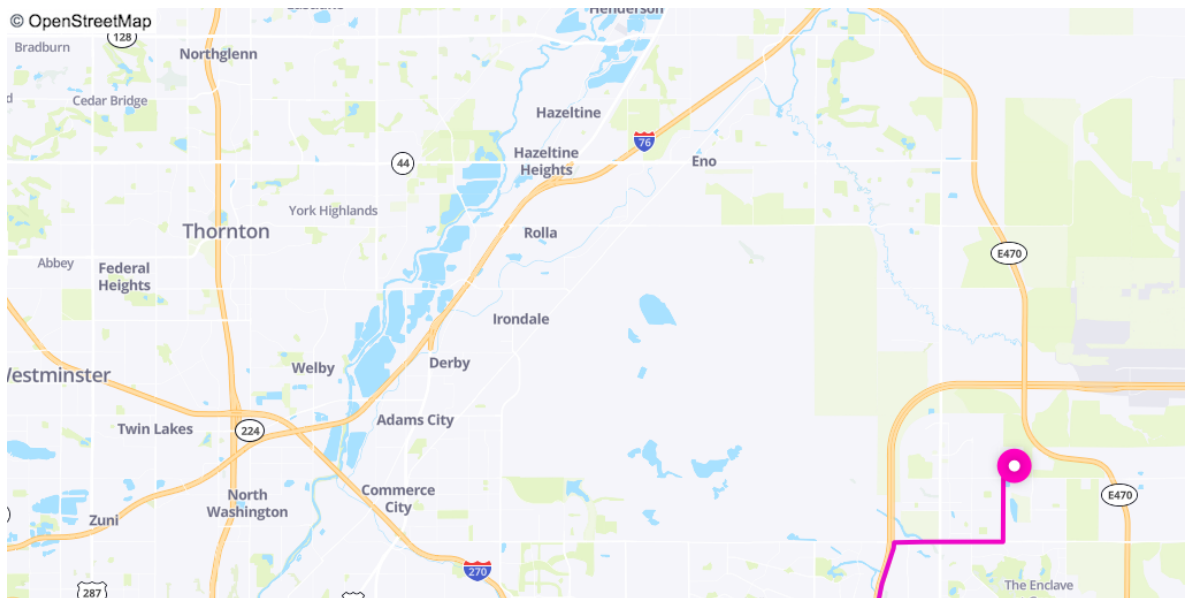 © OpenStreetMap
Henderson
128
Bradburn
Northglenn
Cedar Bridge
Hazeltine
76
Hazeltine
Heights
Eno
44
York Highlands
Thornton
Rolla
E470
Abbey
Federal
Heights
Irondale
Welby
Derby
Westminster
Adams City
Twin Lakes
224
North
Washington
Commerce
City
E470
Zuni
270
The Enclave
287